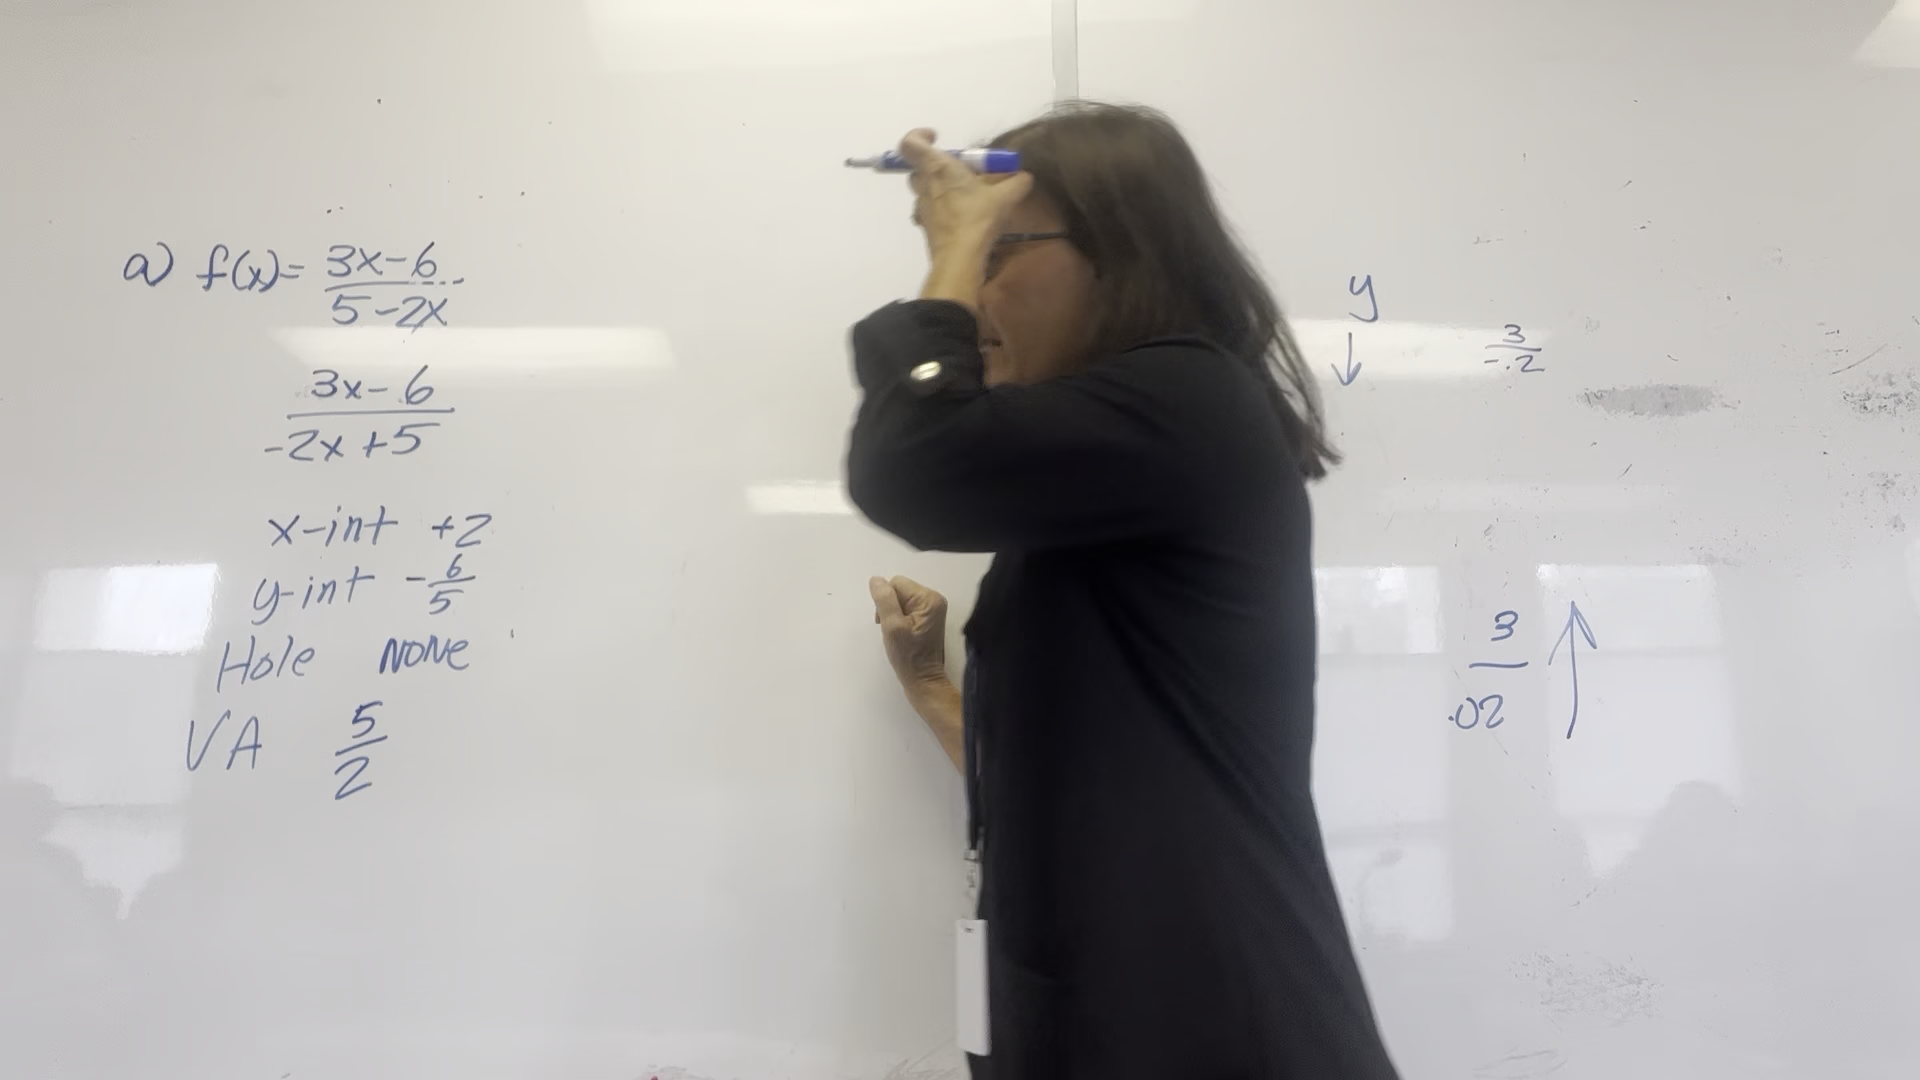 a) f(x) = 3x-6
5-2x
3x-6
-2x+5
x-int +2
y-int -6/5
Hole NONE
VA 5/2
y
↓
3
-.2
3
.02 ↑